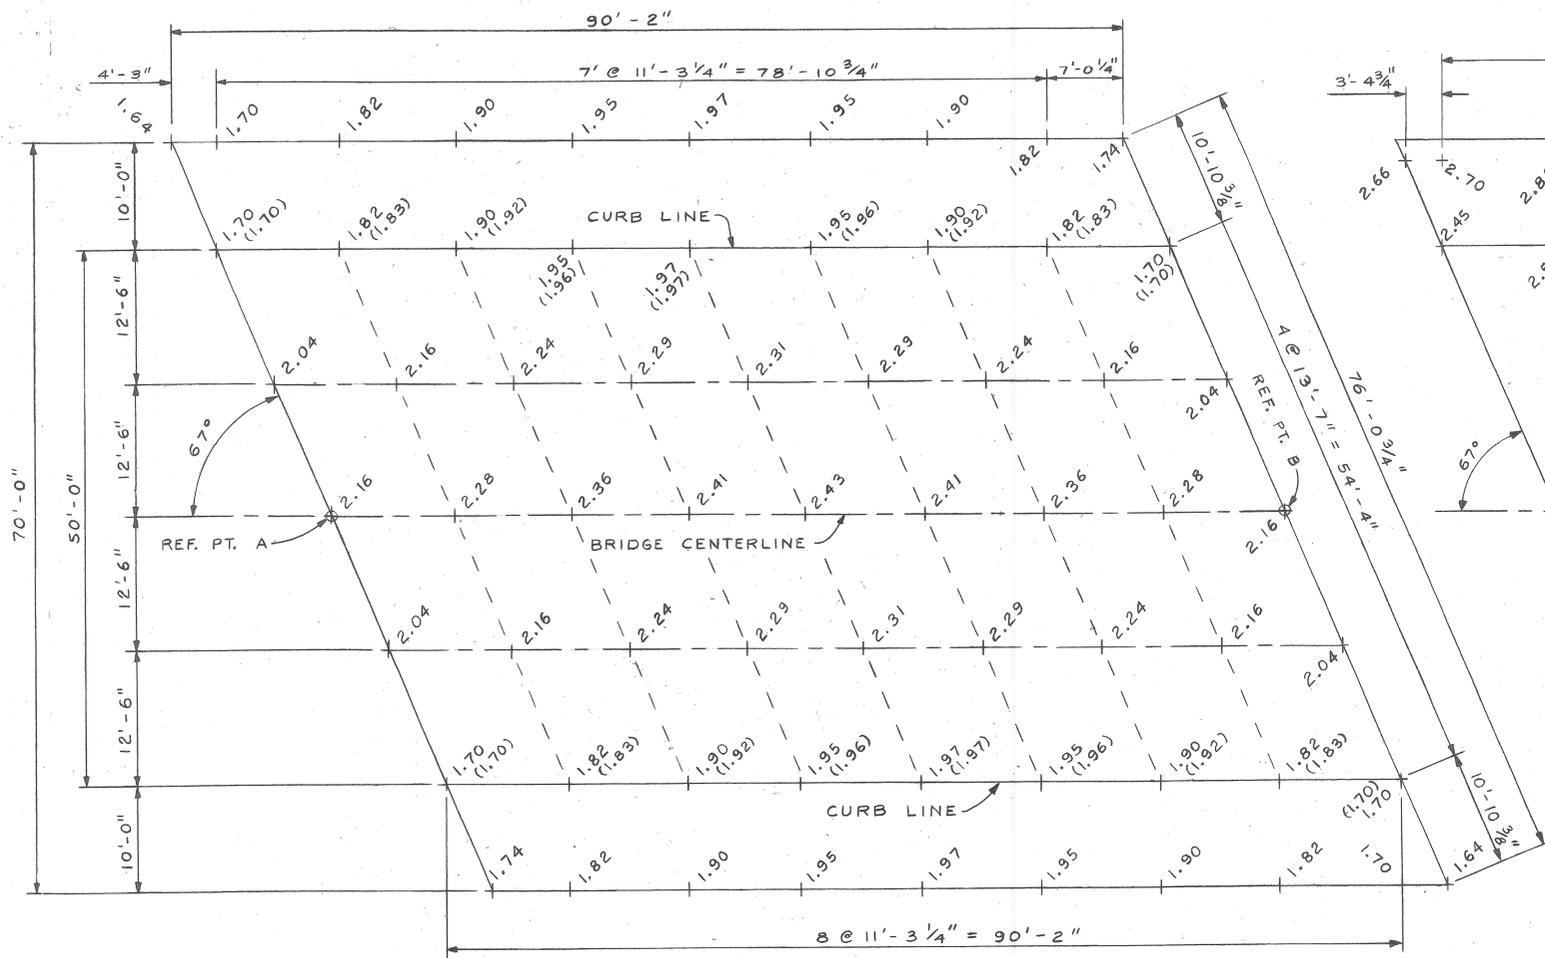 90'-2"
4'-3" 7' @ 11'-3 1/4" = 78'-10 3/4" 7'-0 1/4"
3'-4 3/4"
1.64 1.70 1.82 1.90 1.95 1.97 1.95 1.90
1.82 1.74
10'-10 3/8"
2.66 2.70
10'-0"
1.70 1.82 1.90 CURB LINE 1.95 1.90 1.82
(1.70) (1.83) (1.92) (1.96) (1.92) (1.83)
2.45
1.95 1.97 1.70
(1.96) (1.97) (1.70)
12'-6"
2.04 2.16 2.24 2.29 2.31 2.29 2.24 2.16
2.04
4 @ 13'-7" = 54'-4"
76'-0 3/4"
67°
12'-6"
REF. PT. B
67°
2.16 2.28 2.36 2.41 2.43 2.41 2.36 2.28
70'-0"
50'-0"
REF. PT. A BRIDGE CENTERLINE 2.16
12'-6"
2.04 2.16 2.24 2.29 2.31 2.29 2.24 2.16
2.04
12'-6"
1.70 1.82 1.90 1.95 1.97 1.95 1.90 1.82
(1.70) (1.83) (1.92) (1.96) (1.97) (1.96) (1.92) (1.83)
(1.70)
1.70
CURB LINE
10'-10 3/8"
10'-0"
1.74 1.82 1.90 1.95 1.97 1.95 1.90 1.82 1.70 1.64
8 @ 11'-3 1/4" = 90'-2"